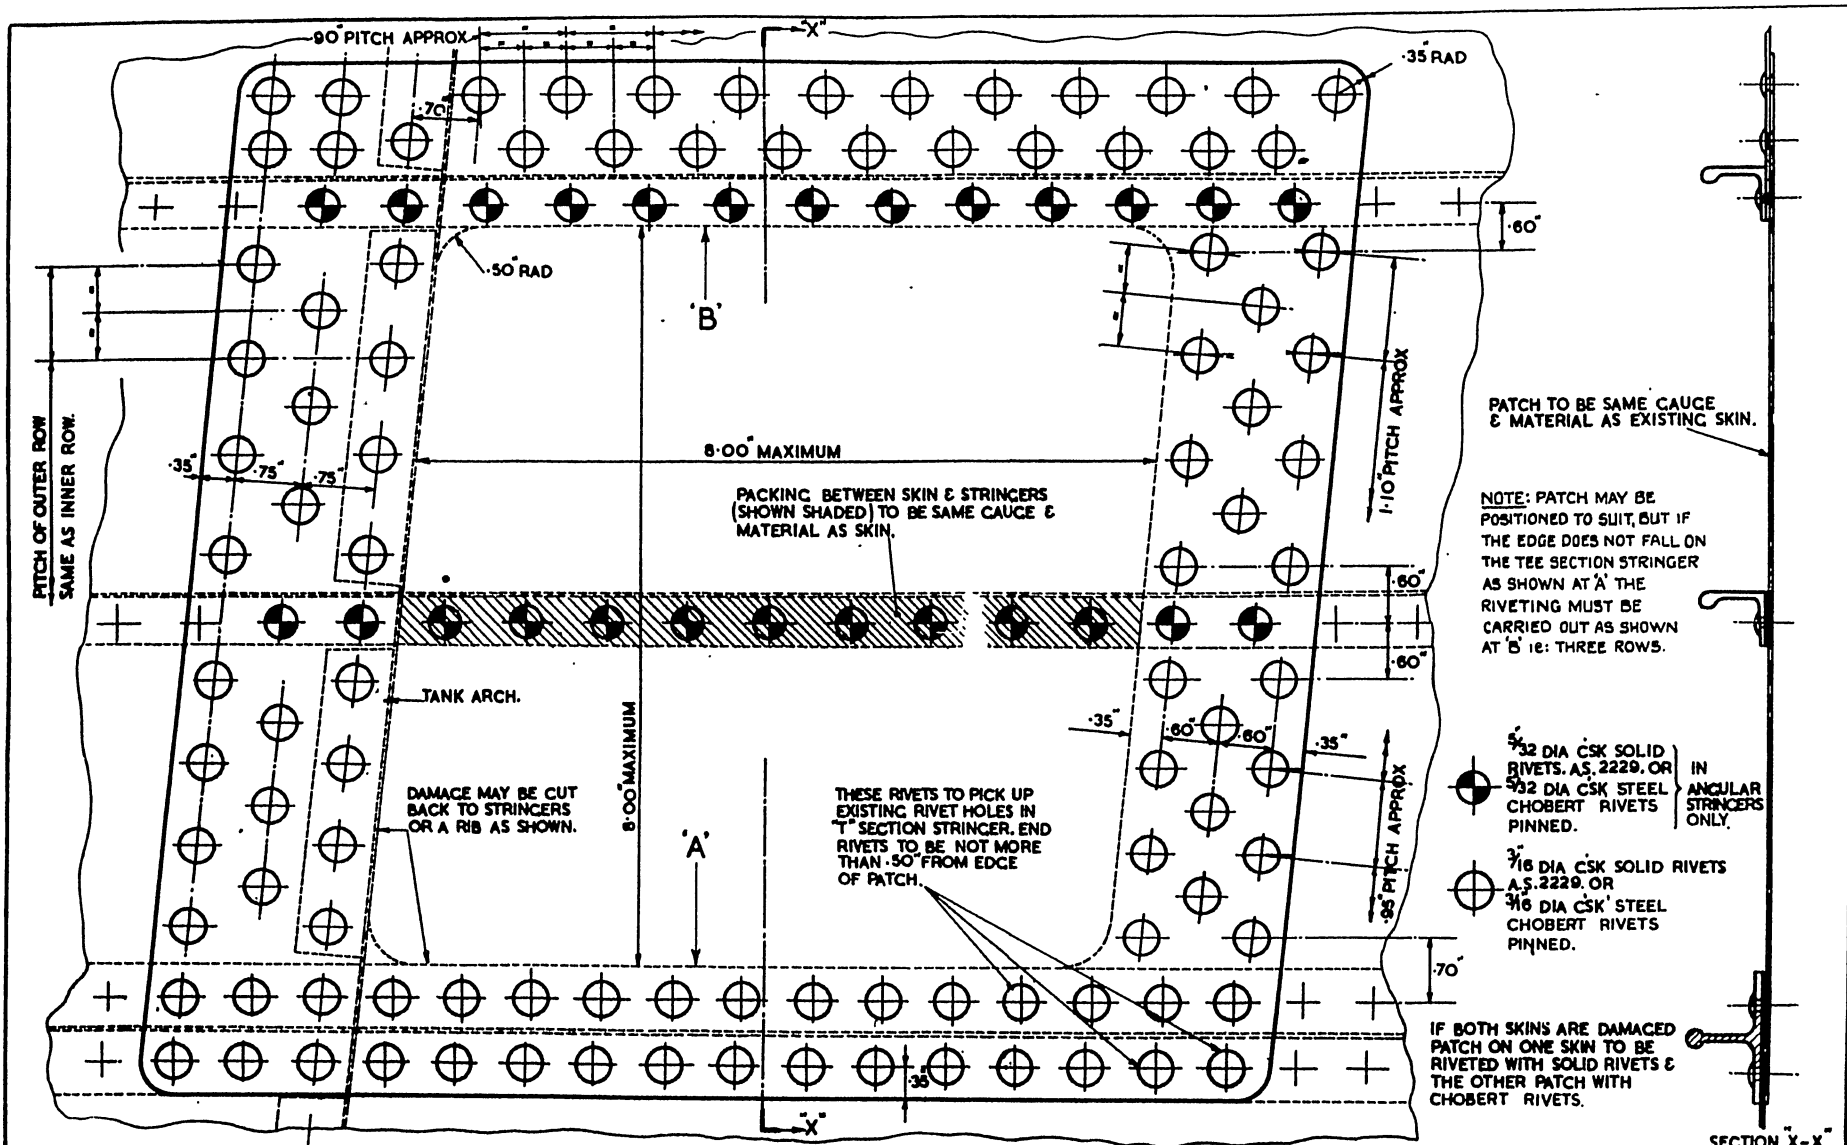 ·90" PITCH APPROX
"X"
·35" RAD
·70"
·60"
·50" RAD
'B'
PITCH OF OUTER ROW
SAME AS INNER ROW.
1·10" PITCH APPROX
PATCH TO BE SAME GAUGE
& MATERIAL AS EXISTING SKIN.
8·00" MAXIMUM
·35"
·75"
·75"
PACKING BETWEEN SKIN & STRINGERS
(SHOWN SHADED) TO BE SAME GAUGE &
MATERIAL AS SKIN.
NOTE: PATCH MAY BE
POSITIONED TO SUIT, BUT IF
THE EDGE DOES NOT FALL ON
THE TEE SECTION STRINGER
AS SHOWN AT 'A' THE
RIVETING MUST BE
CARRIED OUT AS SHOWN
AT 'B' ie: THREE ROWS.
·60"
·60"
TANK ARCH.
8·00" MAXIMUM
·35"
·60"
·60"
·35"
·95" PITCH APPROX
5/32" DIA C'SK SOLID
RIVETS. A.S. 2229. OR
5/32" DIA C'SK STEEL
CHOBERT RIVETS
PINNED.
IN
ANGULAR
STRINGERS
ONLY.
DAMAGE MAY BE CUT
BACK TO STRINGERS
OR A RIB AS SHOWN.
THESE RIVETS TO PICK UP
EXISTING RIVET HOLES IN
"T" SECTION STRINGER. END
RIVETS TO BE NOT MORE
THAN ·50" FROM EDGE
OF PATCH.
'A'
3/16" DIA C'SK SOLID RIVETS
A.S. 2229. OR
3/16" DIA C'SK' STEEL
CHOBERT RIVETS
PINNED.
·70"
·35"
IF BOTH SKINS ARE DAMAGED
PATCH ON ONE SKIN TO BE
RIVETED WITH SOLID RIVETS &
THE OTHER PATCH WITH
CHOBERT RIVETS.
"X"
SECTION "X-X"